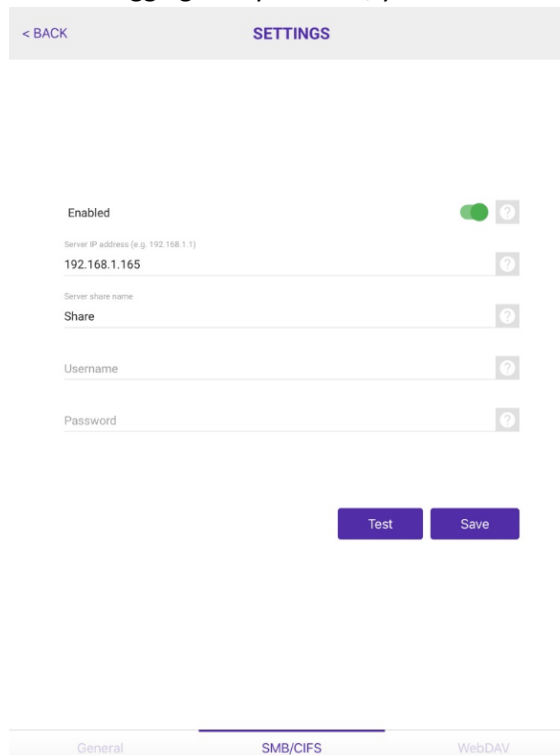 < BACK SETTINGS
Enabled
?
Server IP address (e.g. 192.168.1.1)
192.168.1.165
?
Server share name
Share
?
Username
?
Password
?
Test Save
General SMB/CIFS WebDAV